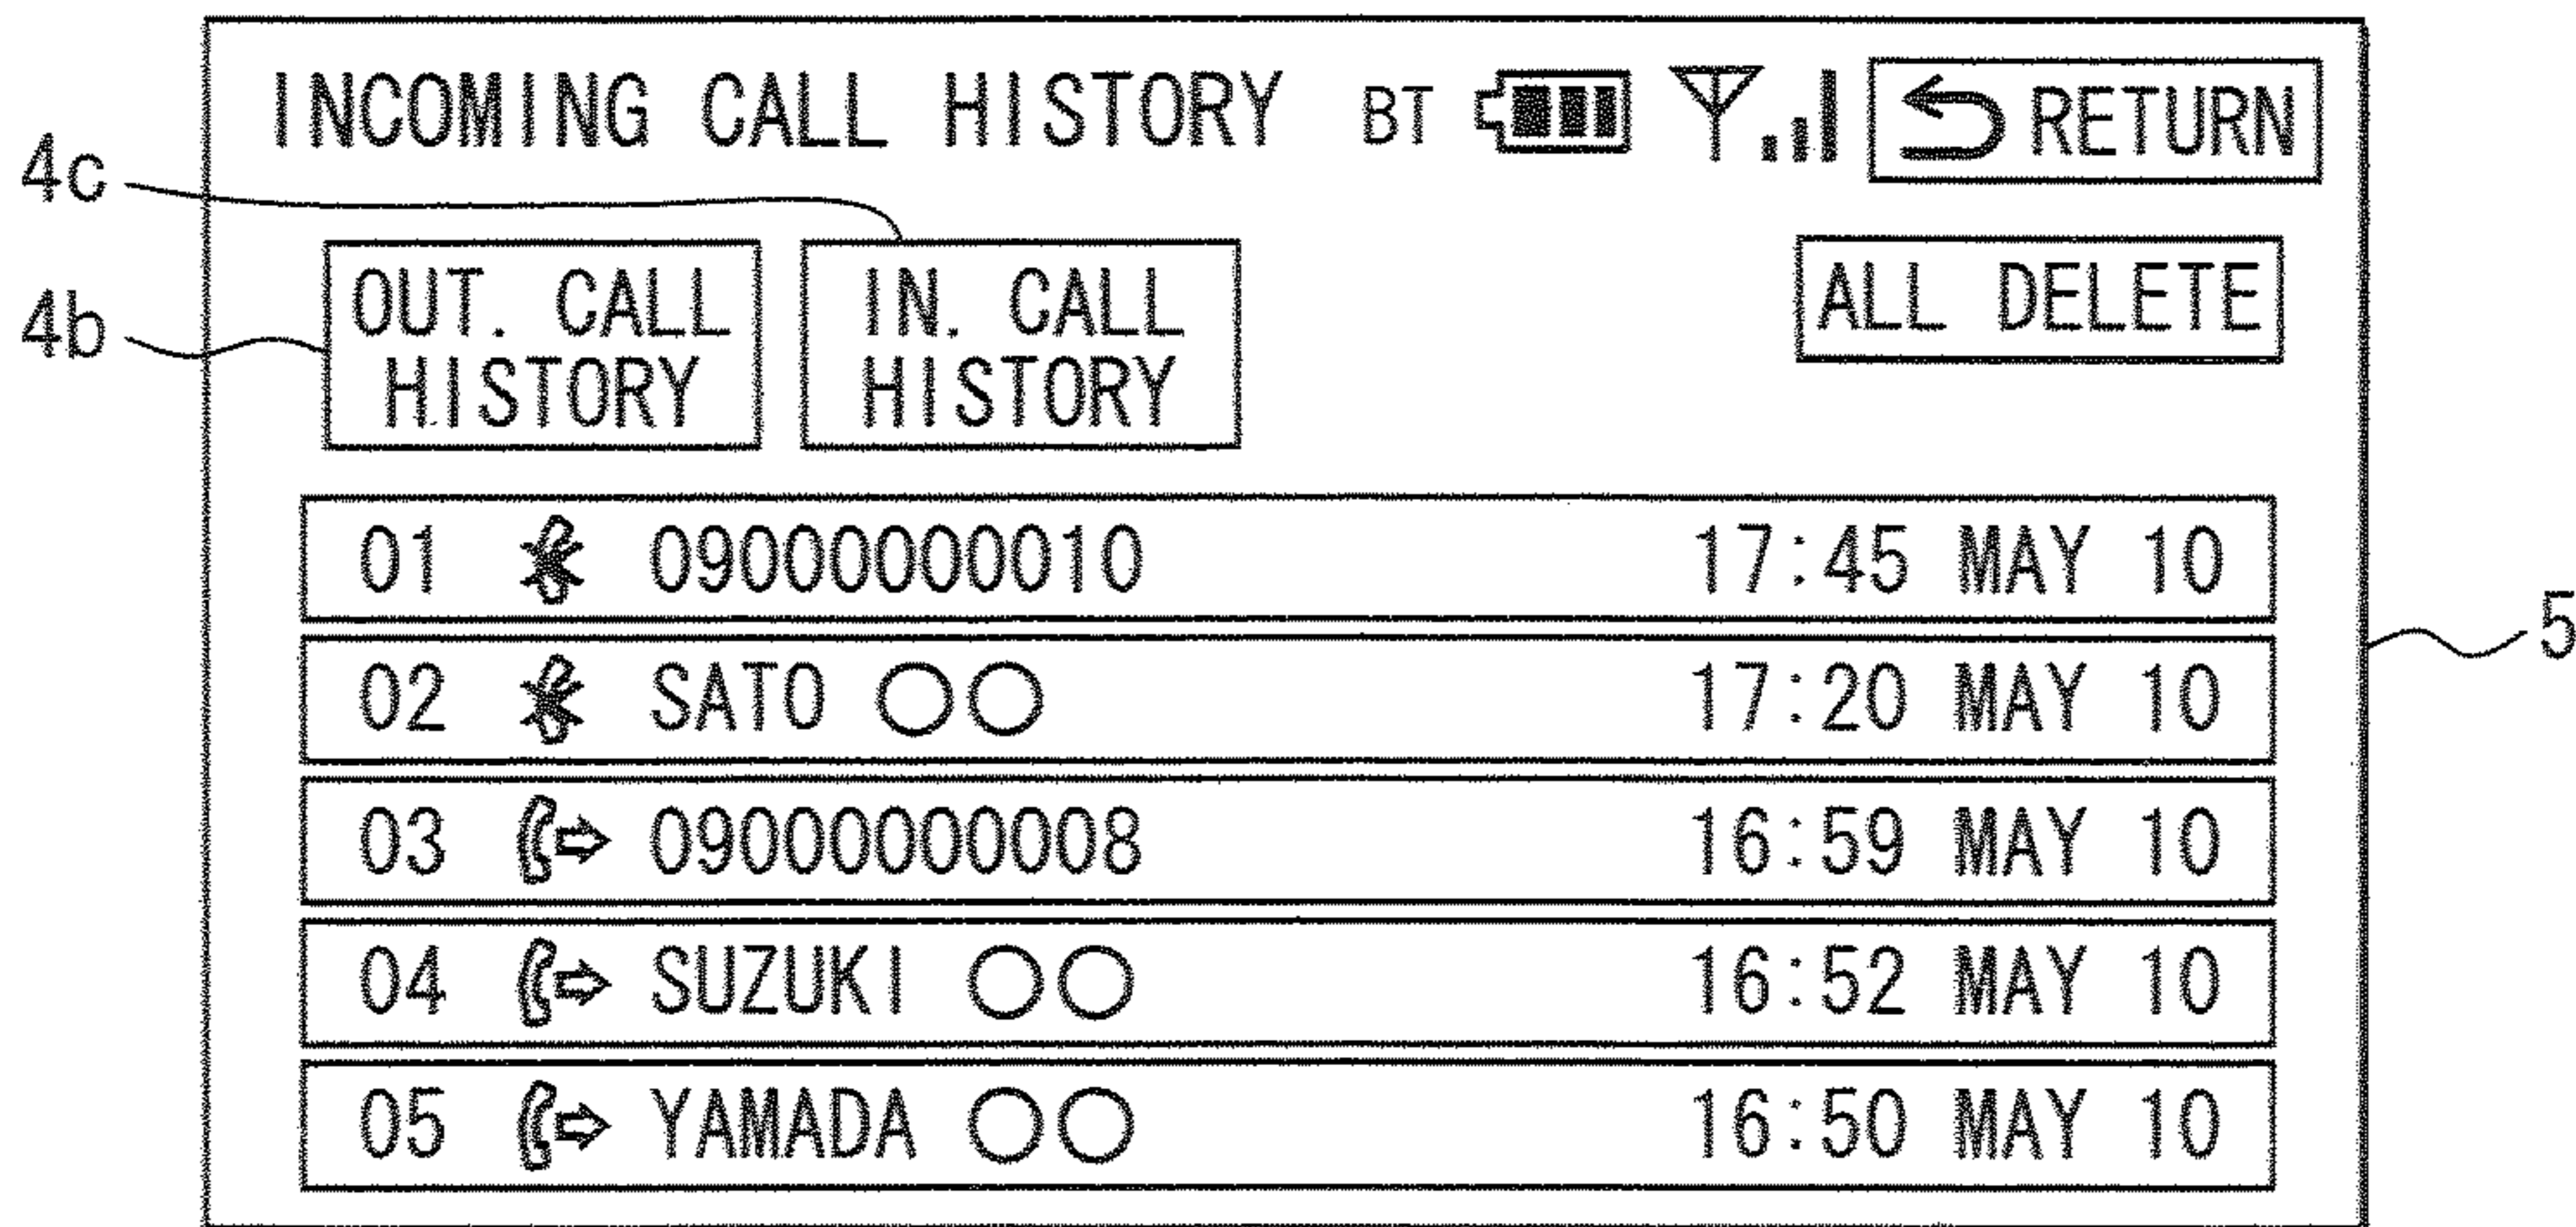 INCOMING CALL HISTORY BT RETURN
4c
OUT. CALL HISTORY
IN. CALL HISTORY
ALL DELETE
4b
01 09000000010 17:45 MAY 10
02 SATO ○○ 17:20 MAY 10
5
03 09000000008 16:59 MAY 10
04 SUZUKI ○○ 16:52 MAY 10
05 YAMADA ○○ 16:50 MAY 10